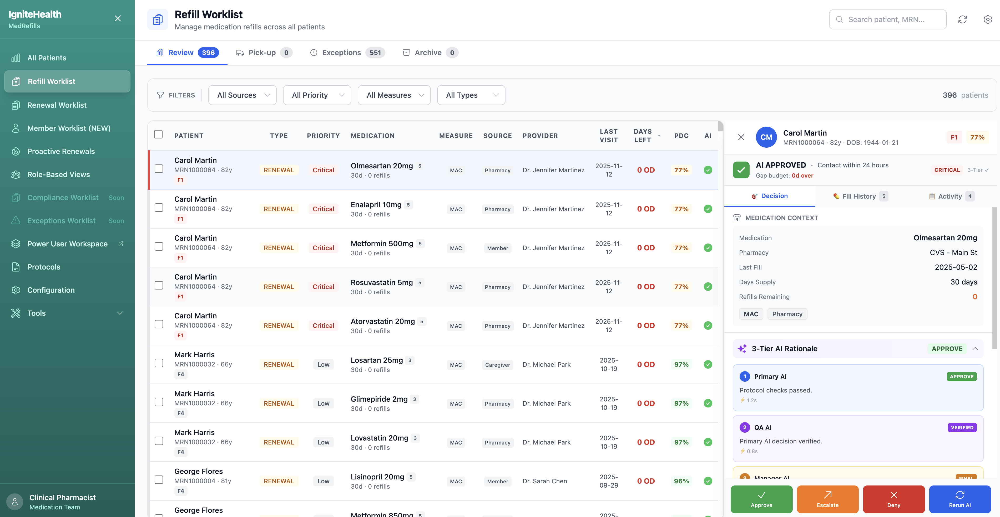 IgniteHealth
MedRefills
All Patients
Refill Worklist
Renewal Worklist
Member Worklist (NEW)
Proactive Renewals
Role-Based Views
Compliance Worklist Soon
Exceptions Worklist Soon
Power User Workspace
Protocols
Configuration
Tools
Clinical Pharmacist
Medication Team
Refill Worklist
Manage medication refills across all patients
Search patient, MRN...
Review 396 Pick-up 0 Exceptions 551 Archive 0
FILTERS All Sources All Priority All Measures All Types 396 patients
PATIENT TYPE PRIORITY MEDICATION MEASURE SOURCE PROVIDER LAST VISIT DAYS LEFT PDC AI
Carol Martin
MRN1000064 · 82y
F1
RENEWAL Critical
Olmesartan 20mg 5
30d · 0 refills
MAC Pharmacy Dr. Jennifer Martinez
2025-11-
12
0 OD 77%
Carol Martin
MRN1000064 · 82y
F1
RENEWAL Critical
Enalapril 10mg 5
30d · 0 refills
MAC Pharmacy Dr. Jennifer Martinez
2025-11-
12
0 OD 77%
Carol Martin
MRN1000064 · 82y
F1
RENEWAL Critical
Metformin 500mg 5
30d · 0 refills
MAC Member Dr. Jennifer Martinez
2025-11-
12
0 OD 77%
Carol Martin
MRN1000064 · 82y
F1
RENEWAL Critical
Rosuvastatin 5mg 5
30d · 0 refills
MAC Pharmacy Dr. Jennifer Martinez
2025-11-
12
0 OD 77%
Carol Martin
MRN1000064 · 82y
F1
RENEWAL Critical
Atorvastatin 20mg 5
30d · 0 refills
MAC Pharmacy Dr. Jennifer Martinez
2025-11-
12
0 OD 77%
Mark Harris
MRN1000032 · 66y
F4
RENEWAL Low
Losartan 25mg 3
30d · 0 refills
MAC Caregiver Dr. Michael Park
2025-
10-19
0 OD 97%
Mark Harris
MRN1000032 · 66y
F4
RENEWAL Low
Glimepiride 2mg 3
30d · 0 refills
MAC Pharmacy Dr. Michael Park
2025-
10-19
0 OD 97%
Mark Harris
MRN1000032 · 66y
F4
RENEWAL Low
Lovastatin 20mg 3
30d · 0 refills
MAC Pharmacy Dr. Michael Park
2025-
10-19
0 OD 97%
George Flores
MRN1000004 · 81y
F4
RENEWAL Low
Lisinopril 20mg 5
30d · 0 refills
MAC Member Dr. Sarah Chen
2025-
09-29
0 OD 96%
George Flores
Metformin 850mg 5
2025-
CM
Carol Martin
MRN1000064 · 82y · DOB: 1944-01-21
F1 77%
AI APPROVED • Contact within 24 hours
Gap budget: 0d over
CRITICAL 3-Tier ✓
Decision Fill History 5 Activity 4
MEDICATION CONTEXT
Medication Olmesartan 20mg
Pharmacy CVS - Main St
Last Fill 2025-05-02
Days Supply 30 days
Refills Remaining 0
MAC Pharmacy
3-Tier AI Rationale APPROVE
1 Primary AI APPROVE
Protocol checks passed.
1.2s
2 QA AI VERIFIED
Primary AI decision verified.
0.8s
3 Manager AI FINAL
Approve Escalate Deny Rerun AI